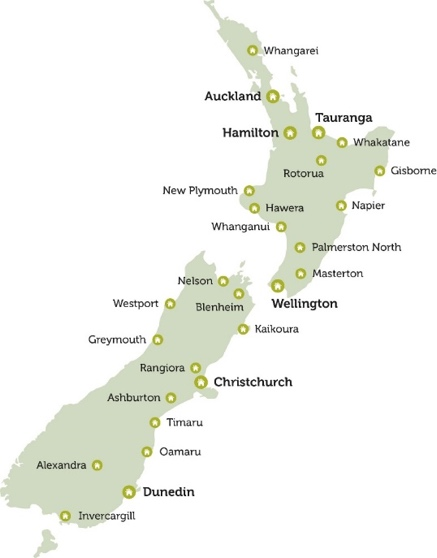 Whangarei
Auckland
Tauranga
Hamilton
Whakatane
Rotorua
Gisborne
New Plymouth
Hawera
Napier
Whanganui
Palmerston North
Masterton
Nelson
Wellington
Westport
Blenheim
Kaikoura
Greymouth
Rangiora
Christchurch
Ashburton
Timaru
Oamaru
Alexandra
Dunedin
Invercargill